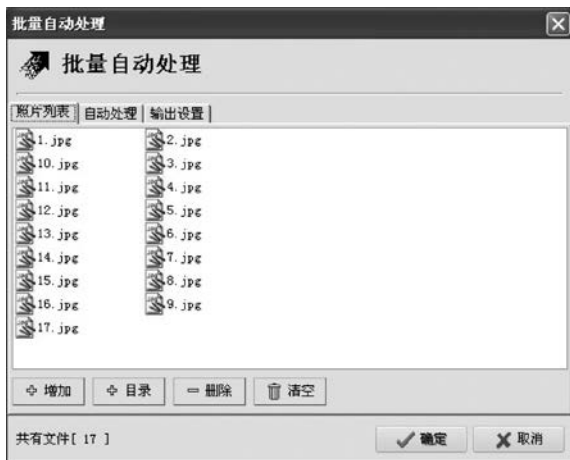 批量自动处理
批量自动处理
照片列表 自动处理 输出设置
1.jpg 2.jpg
10.jpg 3.jpg
11.jpg 4.jpg
12.jpg 5.jpg
13.jpg 6.jpg
14.jpg 7.jpg
15.jpg 8.jpg
16.jpg 9.jpg
17.jpg
增加 目录 删除 清空
共有文件[ 17 ] 确定 取消